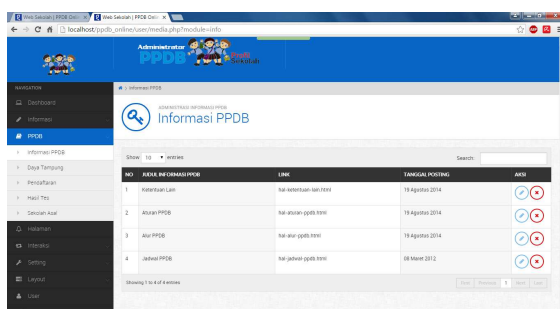 Web Sekolah | PPDB Onlin
Web Sekolah | PPDB Onlin
localhost/ppdb_online/user/media.php?module=info
Administrator
PPDB
Sekolah
NAVIGATION
Dashboard
Informasi
PPDB
Informasi PPDB
Daya Tampung
Pendaftaran
Hasil Tes
Sekolah Asal
Halaman
Interaksi
Setting
Layout
User
> Informasi PPDB
ADMINISTRASI INFORMASI PPDB
Informasi PPDB
Show 10 entries
Search:
NO JUDUL INFORMASI PPDB LINK TANGGAL POSTING AKSI
1 Ketentuan Lain hal-ketentuan-lain.html 19 Agustus 2014
2 Aturan PPDB hal-aturan-ppdb.html 19 Agustus 2014
3 Alur PPDB hal-alur-ppdb.html 19 Agustus 2014
4 Jadwal PPDB hal-jadwal-ppdb.html 08 Maret 2012
Showing 1 to 4 of 4 entries
First Previous 1 Next Last